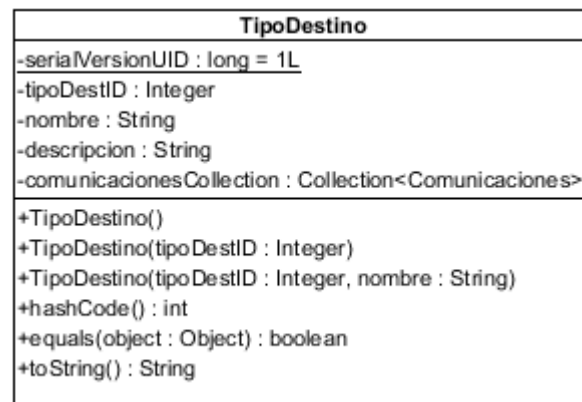 TipoDestino
-serialVersionUID : long = 1L
-tipoDestID : Integer
-nombre : String
-descripcion : String
-comunicacionesCollection : Collection<Comunicaciones>
+TipoDestino()
+TipoDestino(tipoDestID : Integer)
+TipoDestino(tipoDestID : Integer, nombre : String)
+hashCode() : int
+equals(object : Object) : boolean
+toString() : String